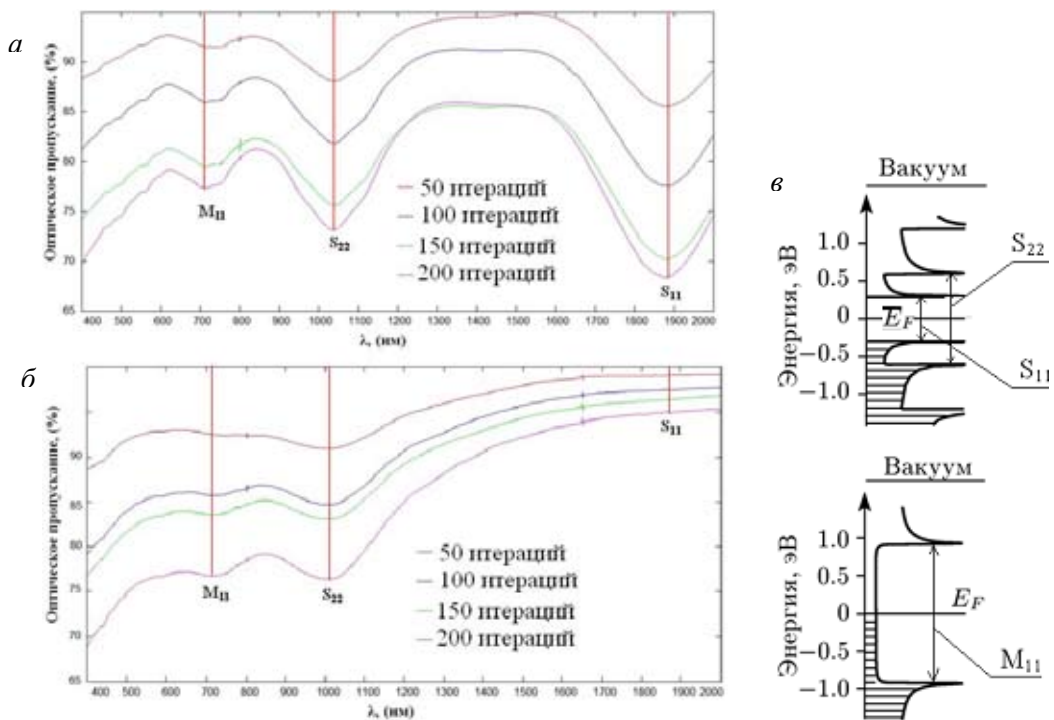 а
Оптическое пропускание, (%)
90
85
80
75
70
65
M11
S22
S11
50 итераций
100 итераций
150 итераций
200 итераций
400 500 600 700 800 900 1000 1100 1200 1300 1400 1500 1600 1700 1800 1900 2000
λ, (нм)
б
Оптическое пропускание, (%)
90
85
80
75
70
65
M11
S22
S11
50 итераций
100 итераций
150 итераций
200 итераций
400 500 600 700 800 900 1000 1200 1400 1500 1600 1700 1800 1900 2000
λ, (нм)
в
Вакуум
Энергия, эВ
1.0
0.5
0
−0.5
−1.0
EF
S22
S11
Вакуум
Энергия, эВ
1.0
0.5
0
−0.5
−1.0
EF
M11